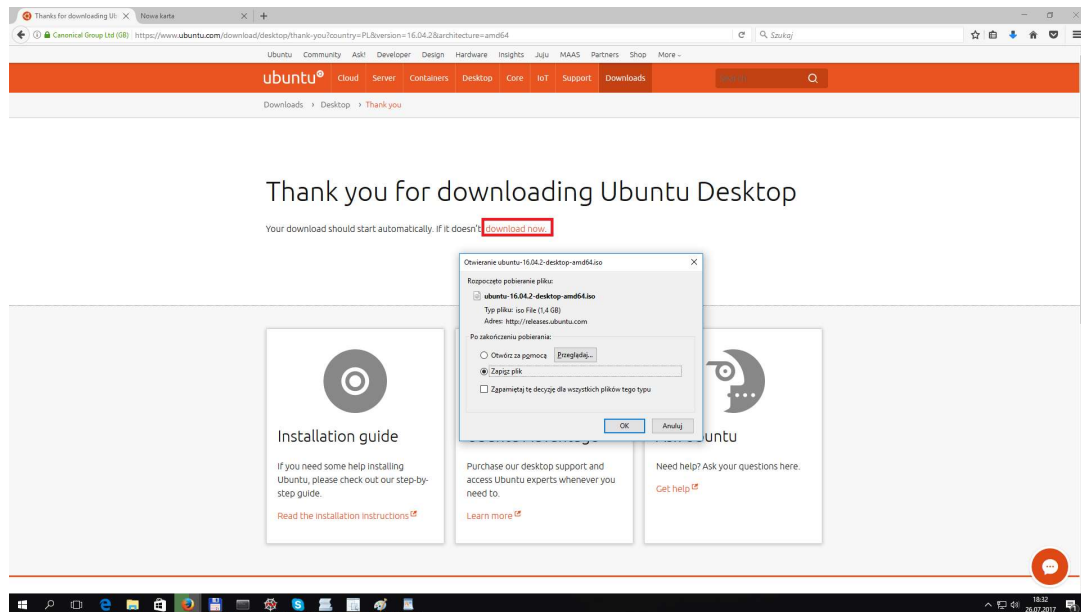 Thanks for downloading Ub
Nowa karta
Canonical Group Ltd (GB)
https://www.ubuntu.com/download/desktop/thank-you?country=PL&version=16.04.2&architecture=amd64
Szukaj
Ubuntu Community Ask! Developer Design Hardware Insights Juju MAAS Partners Shop More
ubuntu® Cloud Server Containers Desktop Core IoT Support Downloads
Downloads › Desktop › Thank you
Thank you for downloading Ubuntu Desktop
Your download should start automatically. If it doesn't download now.
Otwieranie ubuntu-16.04.2-desktop-amd64.iso
Rozpoczęto pobieranie pliku:
ubuntu-16.04.2-desktop-amd64.iso
Typ pliku: iso File (1,4 GB)
Adres: http://releases.ubuntu.com
Po zakończeniu pobierania:
Otwórz za pomocą Przeglądaj...
Zapisz plik
Zapamiętaj tę decyzję dla wszystkich plików tego typu
OK Anuluj
Installation guide
If you need some help installing
Ubuntu, please check out our step-by-
step guide.
Read the installation instructions
Purchase our desktop support and
access Ubuntu experts whenever you
need to.
Learn more
untu
Need help? Ask your questions here.
Get help
18:32
26.07.2017